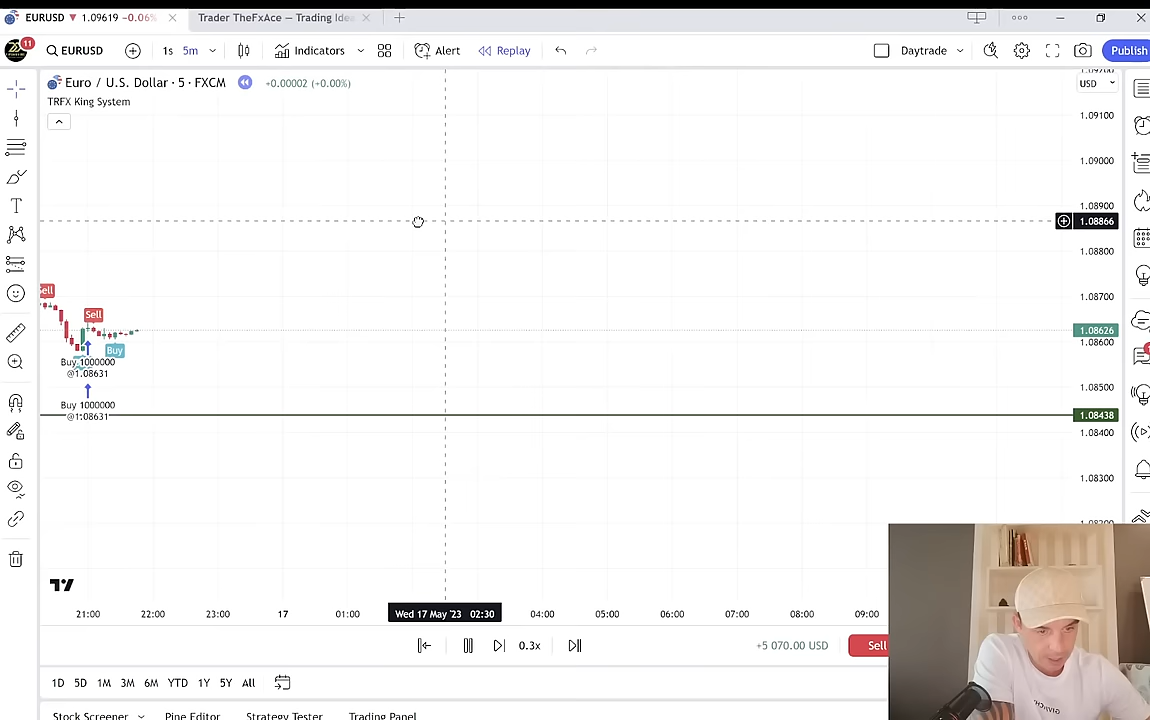 EURUSD ▼ 1.09619 −0.06%
Trader TheFxAce — Trading Idea
11
EURUSD
1s 5m
Indicators
Alert
Replay
Daytrade
Publish
Euro / U.S. Dollar · 5 · FXCM
+0.00002 (+0.00%)
USD
TRFX King System
1.09100
1.09000
1.08900
1.08866
1.08800
1.08700
1.08626
1.08600
1.08500
1.08438
1.08400
1.08300
ell
Sell
Buy
Buy 1000000
@1.08631
Buy 1000000
@1.08631
21:00
22:00
23:00
17
01:00
Wed 17 May '23 02:30
04:00
05:00
06:00
07:00
08:00
09:00
0.3x
+5 070.00 USD
Sell
1D 5D 1M 3M 6M YTD 1Y 5Y All
Stock Screener
Pine Editor
Strategy Tester
Trading Panel